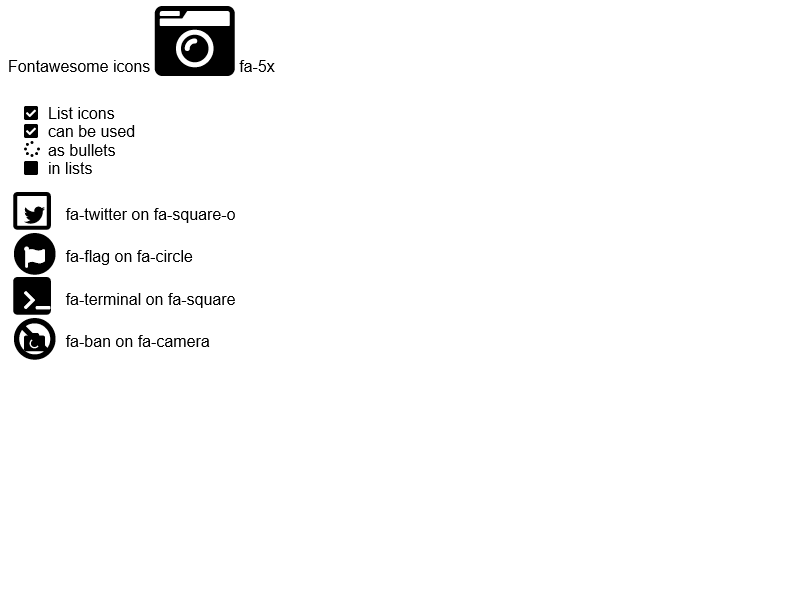 Fontawesome icons fa-5x
List icons
can be used
as bullets
in lists
fa-twitter on fa-square-o
fa-flag on fa-circle
fa-terminal on fa-square
fa-ban on fa-camera